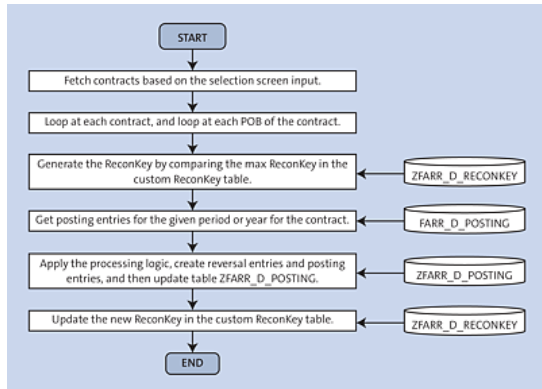 START
Fetch contracts based on the selection screen input.
Loop at each contract, and loop at each POB of the contract.
Generate the ReconKey by comparing the max ReconKey in the
custom ReconKey table.
ZFARR_D_RECONKEY
Get posting entries for the given period or year for the contract.
FARR_D_POSTING
Apply the processing logic, create reversal entries and posting
entries, and then update table ZFARR_D_POSTING.
ZFARR_D_POSTING
Update the new ReconKey in the custom ReconKey table.
ZFARR_D_RECONKEY
END